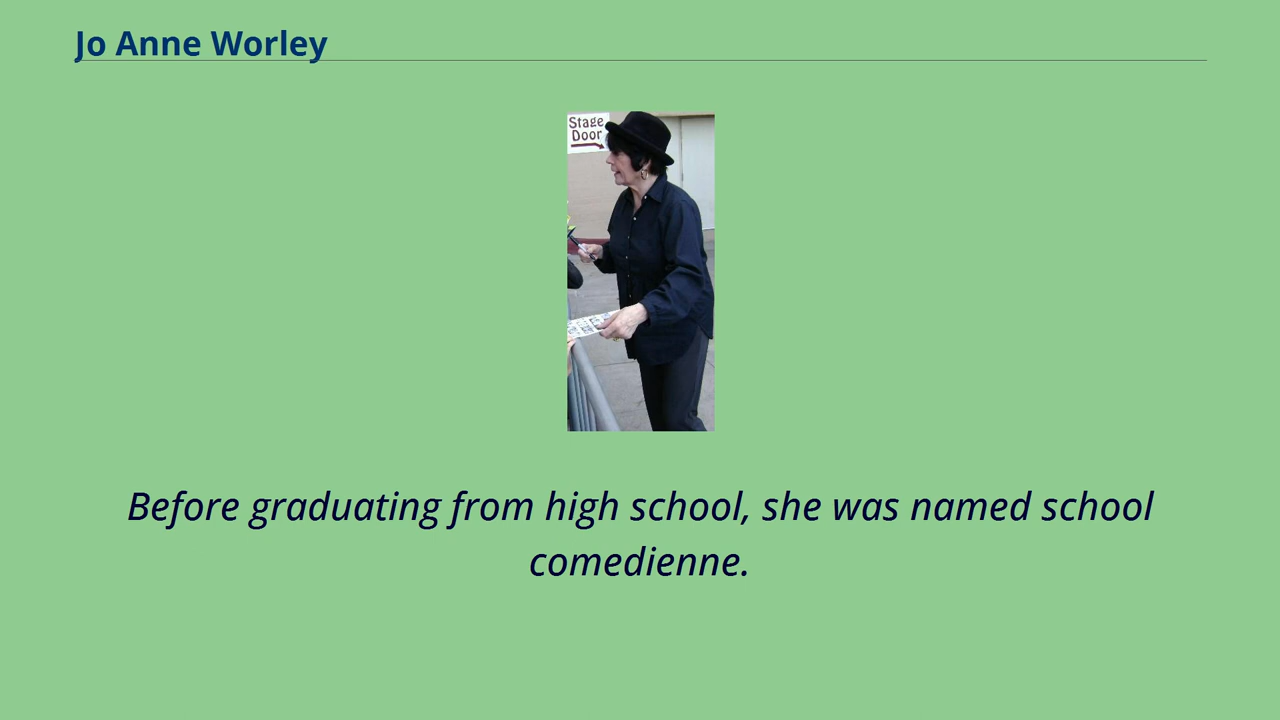 Jo Anne Worley
Stage
Door
Before graduating from high school, she was named school
comedienne.